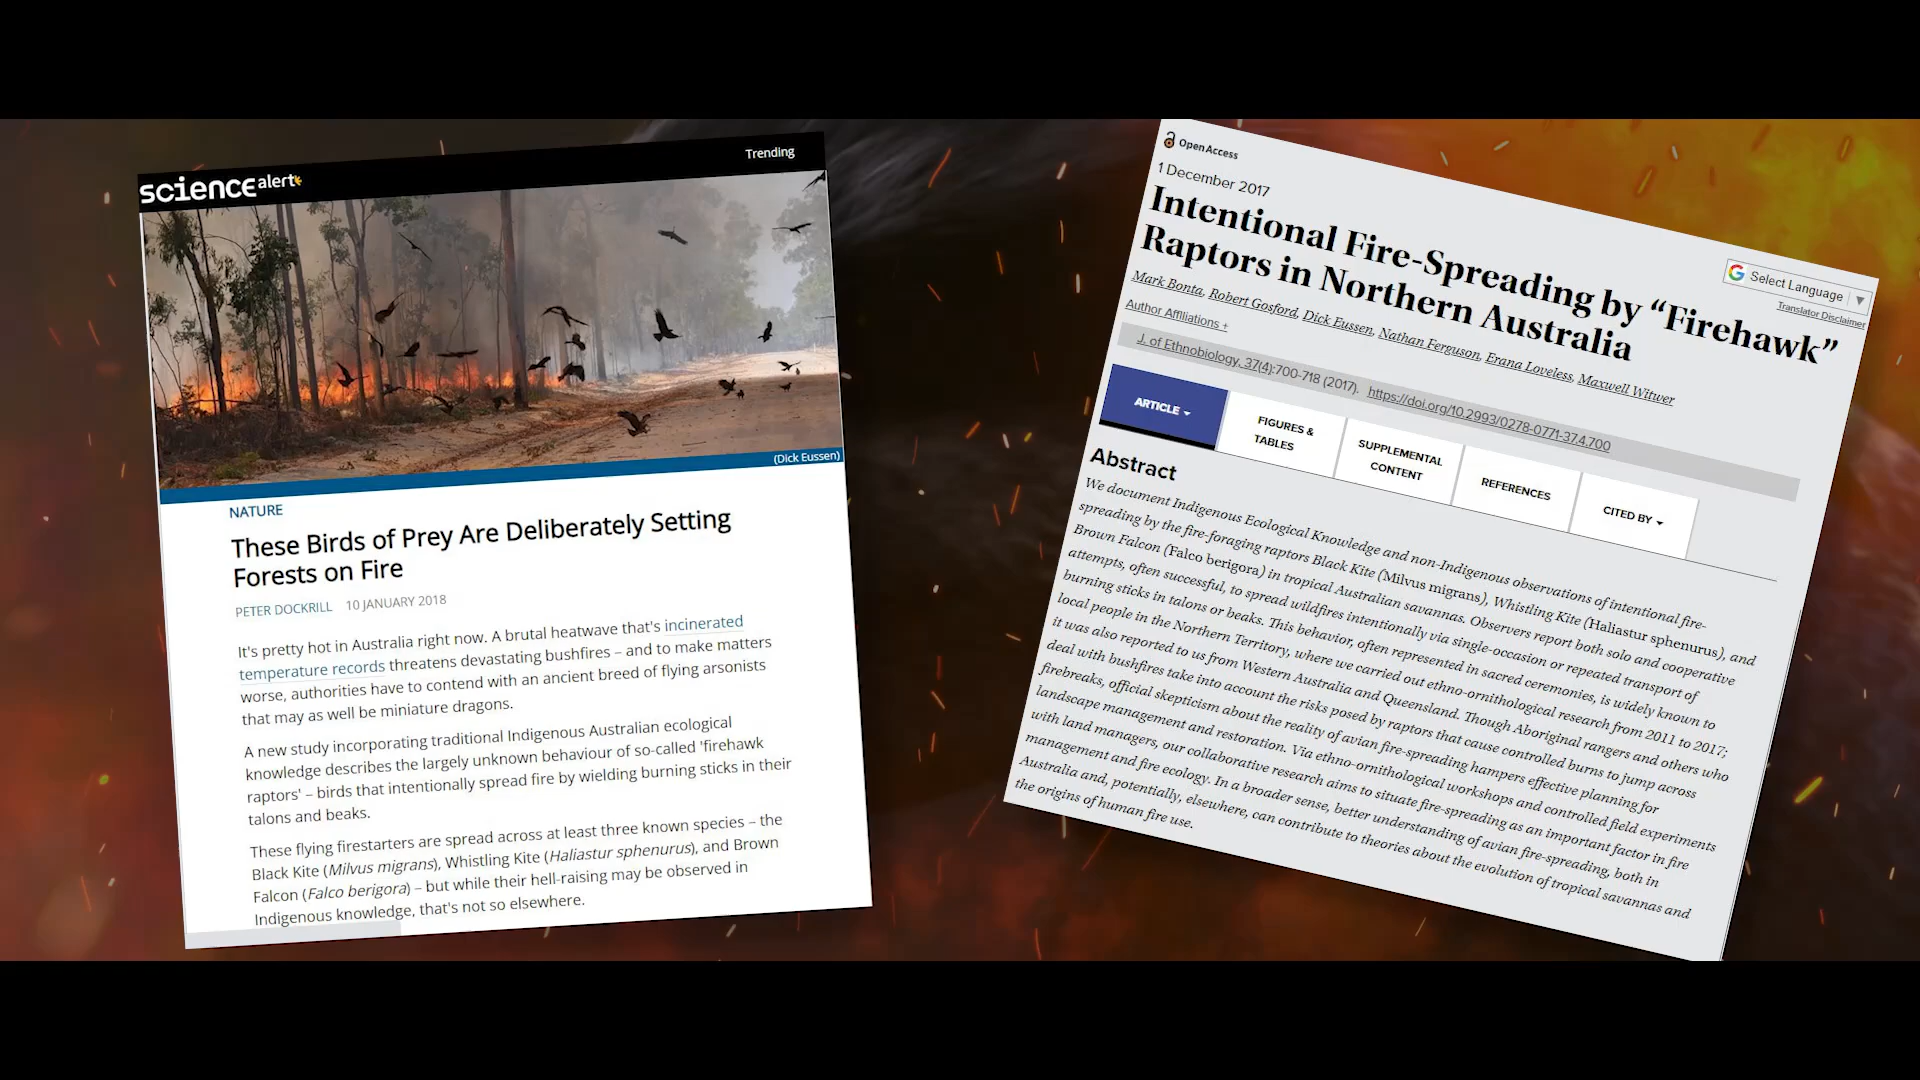 Trending
sciencealert
(Dick Eussen)
NATURE
These Birds of Prey Are Deliberately Setting
Forests on Fire
PETER DOCKRILL 10 JANUARY 2018
It's pretty hot in Australia right now. A brutal heatwave that's incinerated
temperature records threatens devastating bushfires – and to make matters
worse, authorities have to contend with an ancient breed of flying arsonists
that may as well be miniature dragons.
A new study incorporating traditional Indigenous Australian ecological
knowledge describes the largely unknown behaviour of so-called 'firehawk
raptors' – birds that intentionally spread fire by wielding burning sticks in their
talons and beaks.
These flying firestarters are spread across at least three known species – the
Black Kite (Milvus migrans), Whistling Kite (Haliastur sphenurus), and Brown
Falcon (Falco berigora) – but while their hell-raising may be observed in
Indigenous knowledge, that's not so elsewhere.
Open Access
1 December 2017
Intentional Fire-Spreading by “Firehawk”
Raptors in Northern Australia
Select Language ▼
Translator Disclaimer
Mark Bonta, Robert Gosford, Dick Eussen, Nathan Ferguson, Erana Loveless, Maxwell Witwer
Author Affiliations +
J. of Ethnobiology, 37(4):700-718 (2017). https://doi.org/10.2993/0278-0771-37.4.700
ARTICLE
FIGURES &
TABLES
SUPPLEMENTAL
CONTENT
REFERENCES
CITED BY
Abstract
We document Indigenous Ecological Knowledge and non-Indigenous observations of intentional fire-
spreading by the fire-foraging raptors Black Kite (Milvus migrans), Whistling Kite (Haliastur sphenurus), and
Brown Falcon (Falco berigora) in tropical Australian savannas. Observers report both solo and cooperative
attempts, often successful, to spread wildfires intentionally via single-occasion or repeated transport of
burning sticks in talons or beaks. This behavior, often represented in sacred ceremonies, is widely known to
local people in the Northern Territory, where we carried out ethno-ornithological research from 2011 to 2017;
it was also reported to us from Western Australia and Queensland. Though Aboriginal rangers and others who
deal with bushfires take into account the risks posed by raptors that cause controlled burns to jump across
firebreaks, official skepticism about the reality of avian fire-spreading hampers effective planning for
landscape management and restoration. Via ethno-ornithological workshops and controlled field experiments
with land managers, our collaborative research aims to situate fire-spreading as an important factor in fire
management and fire ecology. In a broader sense, better understanding of avian fire-spreading, both in
Australia and, potentially, elsewhere, can contribute to theories about the evolution of tropical savannas and
the origins of human fire use.